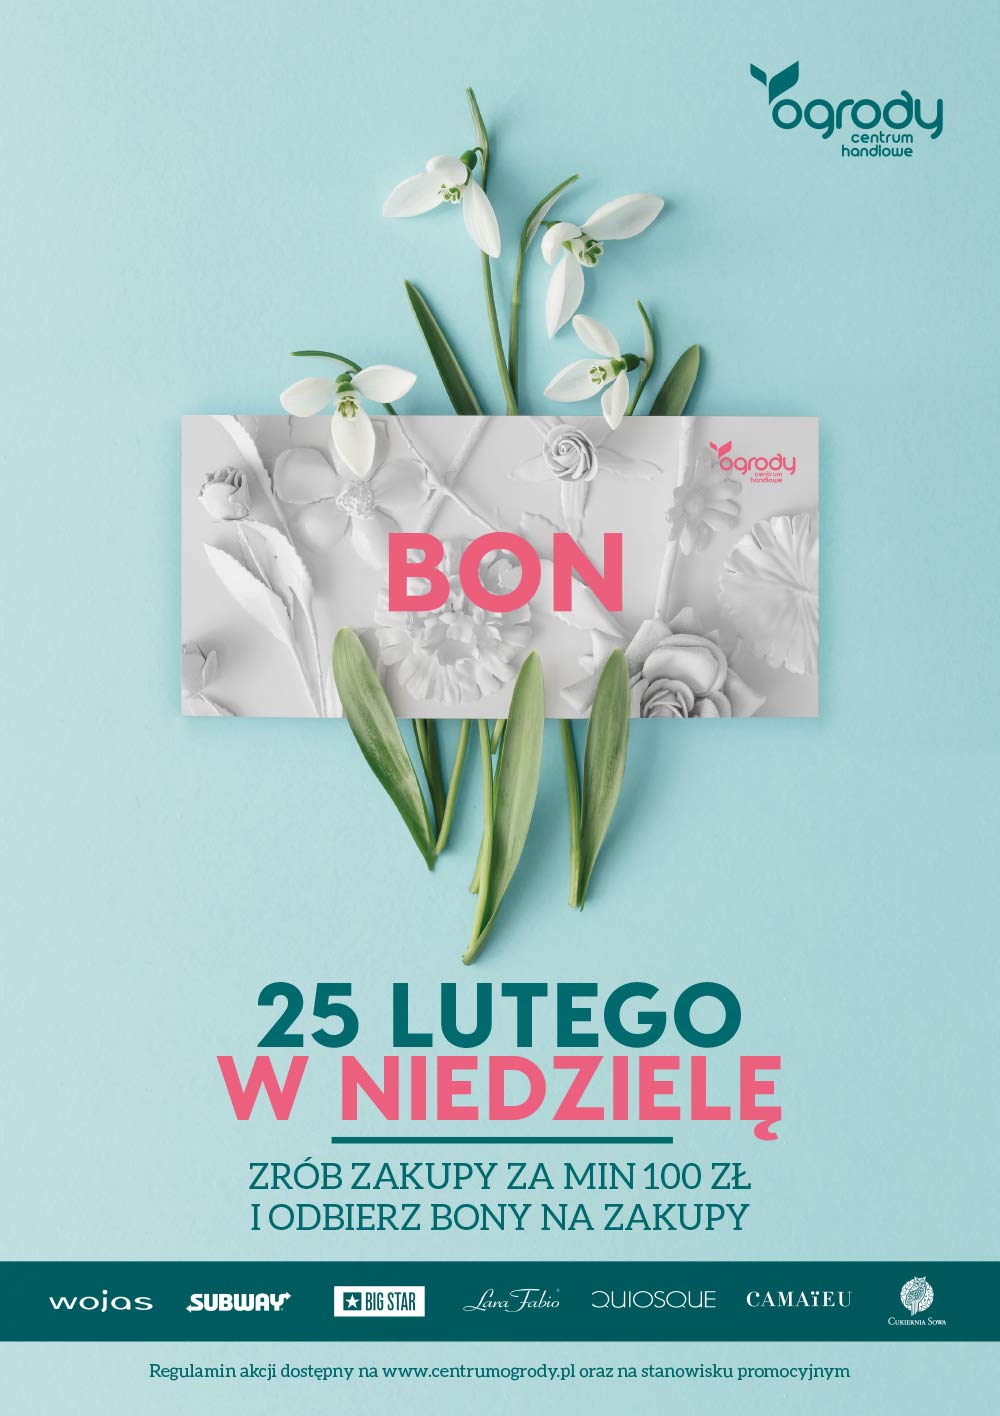 ogrody
centrum
handlowe
ogrody
centrum
handlowe
BON
25 LUTEGO
W NIEDZIELĘ
ZRÓB ZAKUPY ZA MIN 100 ZŁ
I ODBIERZ BONY NA ZAKUPY
wojas SUBWAY BIG STAR Lara Fabio QUIOSQUE CAMAÏEU CUKIERNIA SOWA
Regulamin akcji dostępny na www.centrumogrody.pl oraz na stanowisku promocyjnym